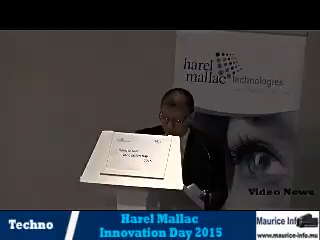 harel
mallac
technologies
Video News
Techno
Harel Mallac
Innovation Day 2015
Maurice Info
www.maurice-info.mu